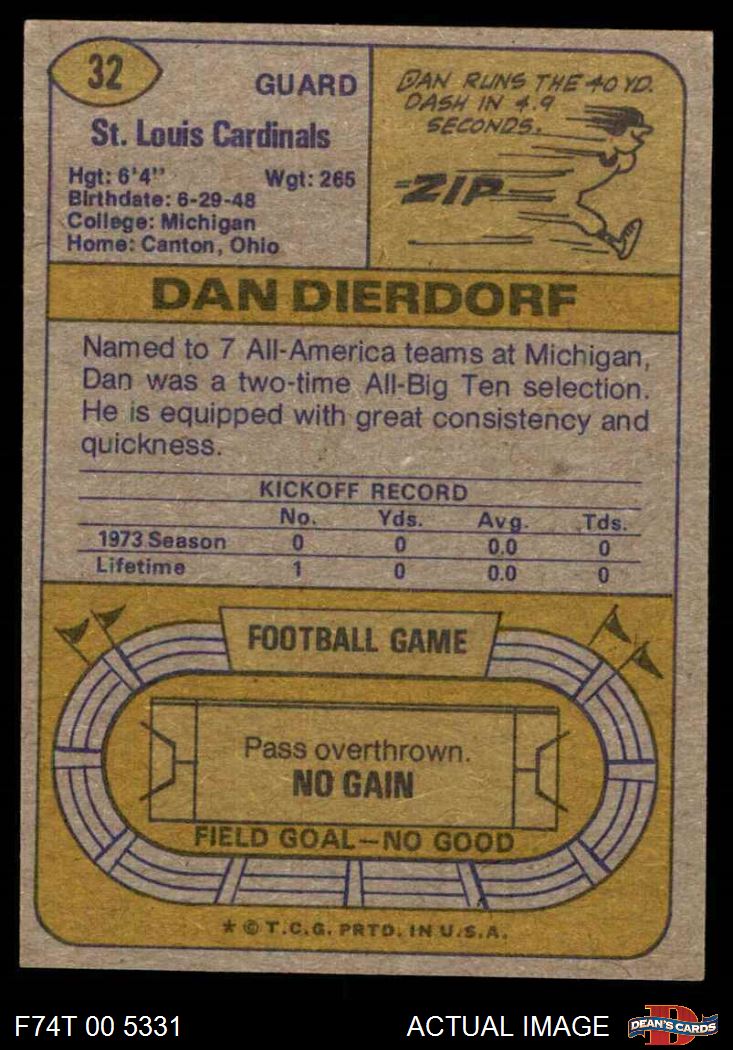 32
GUARD
St. Louis Cardinals
Hgt: 6'4" Wgt: 265
Birthdate: 6-29-48
College: Michigan
Home: Canton, Ohio
DAN RUNS THE 40 YD.
DASH IN 4.9
SECONDS.
ZIP
DAN DIERDORF
Named to 7 All-America teams at Michigan,
Dan was a two-time All-Big Ten selection.
He is equipped with great consistency and
quickness.
KICKOFF RECORD
No. Yds. Avg. Tds.
1973 Season 0 0 0.0 0
Lifetime 1 0 0.0 0
FOOTBALL GAME
Pass overthrown.
NO GAIN
FIELD GOAL—NO GOOD
* © T.C.G. PRTD. IN U.S.A.
F74T 00 5331 ACTUAL IMAGE D DEAN'S CARDS